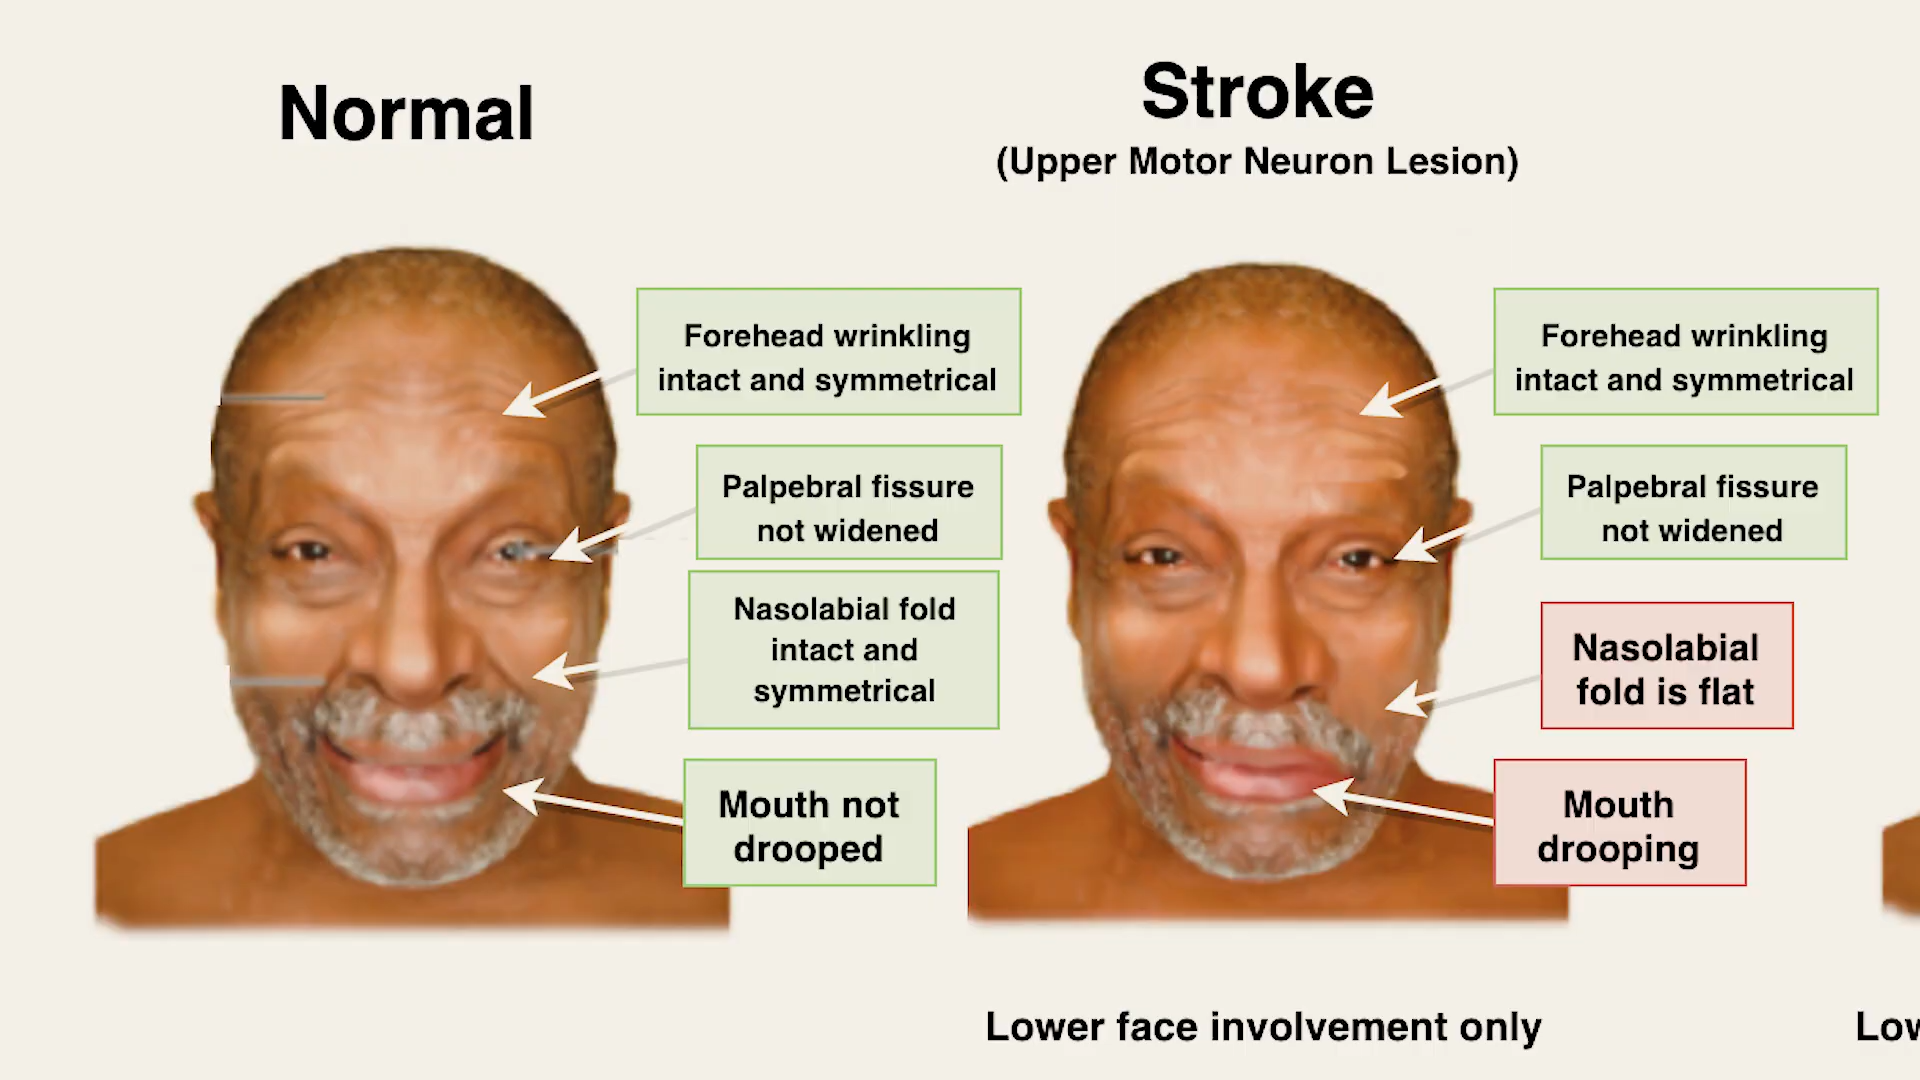 Normal
Forehead wrinkling
intact and symmetrical
Palpebral fissure
not widened
Nasolabial fold
intact and
symmetrical
Mouth not
drooped
Stroke
(Upper Motor Neuron Lesion)
Forehead wrinkling
intact and symmetrical
Palpebral fissure
not widened
Nasolabial
fold is flat
Mouth
drooping
Lower face involvement only